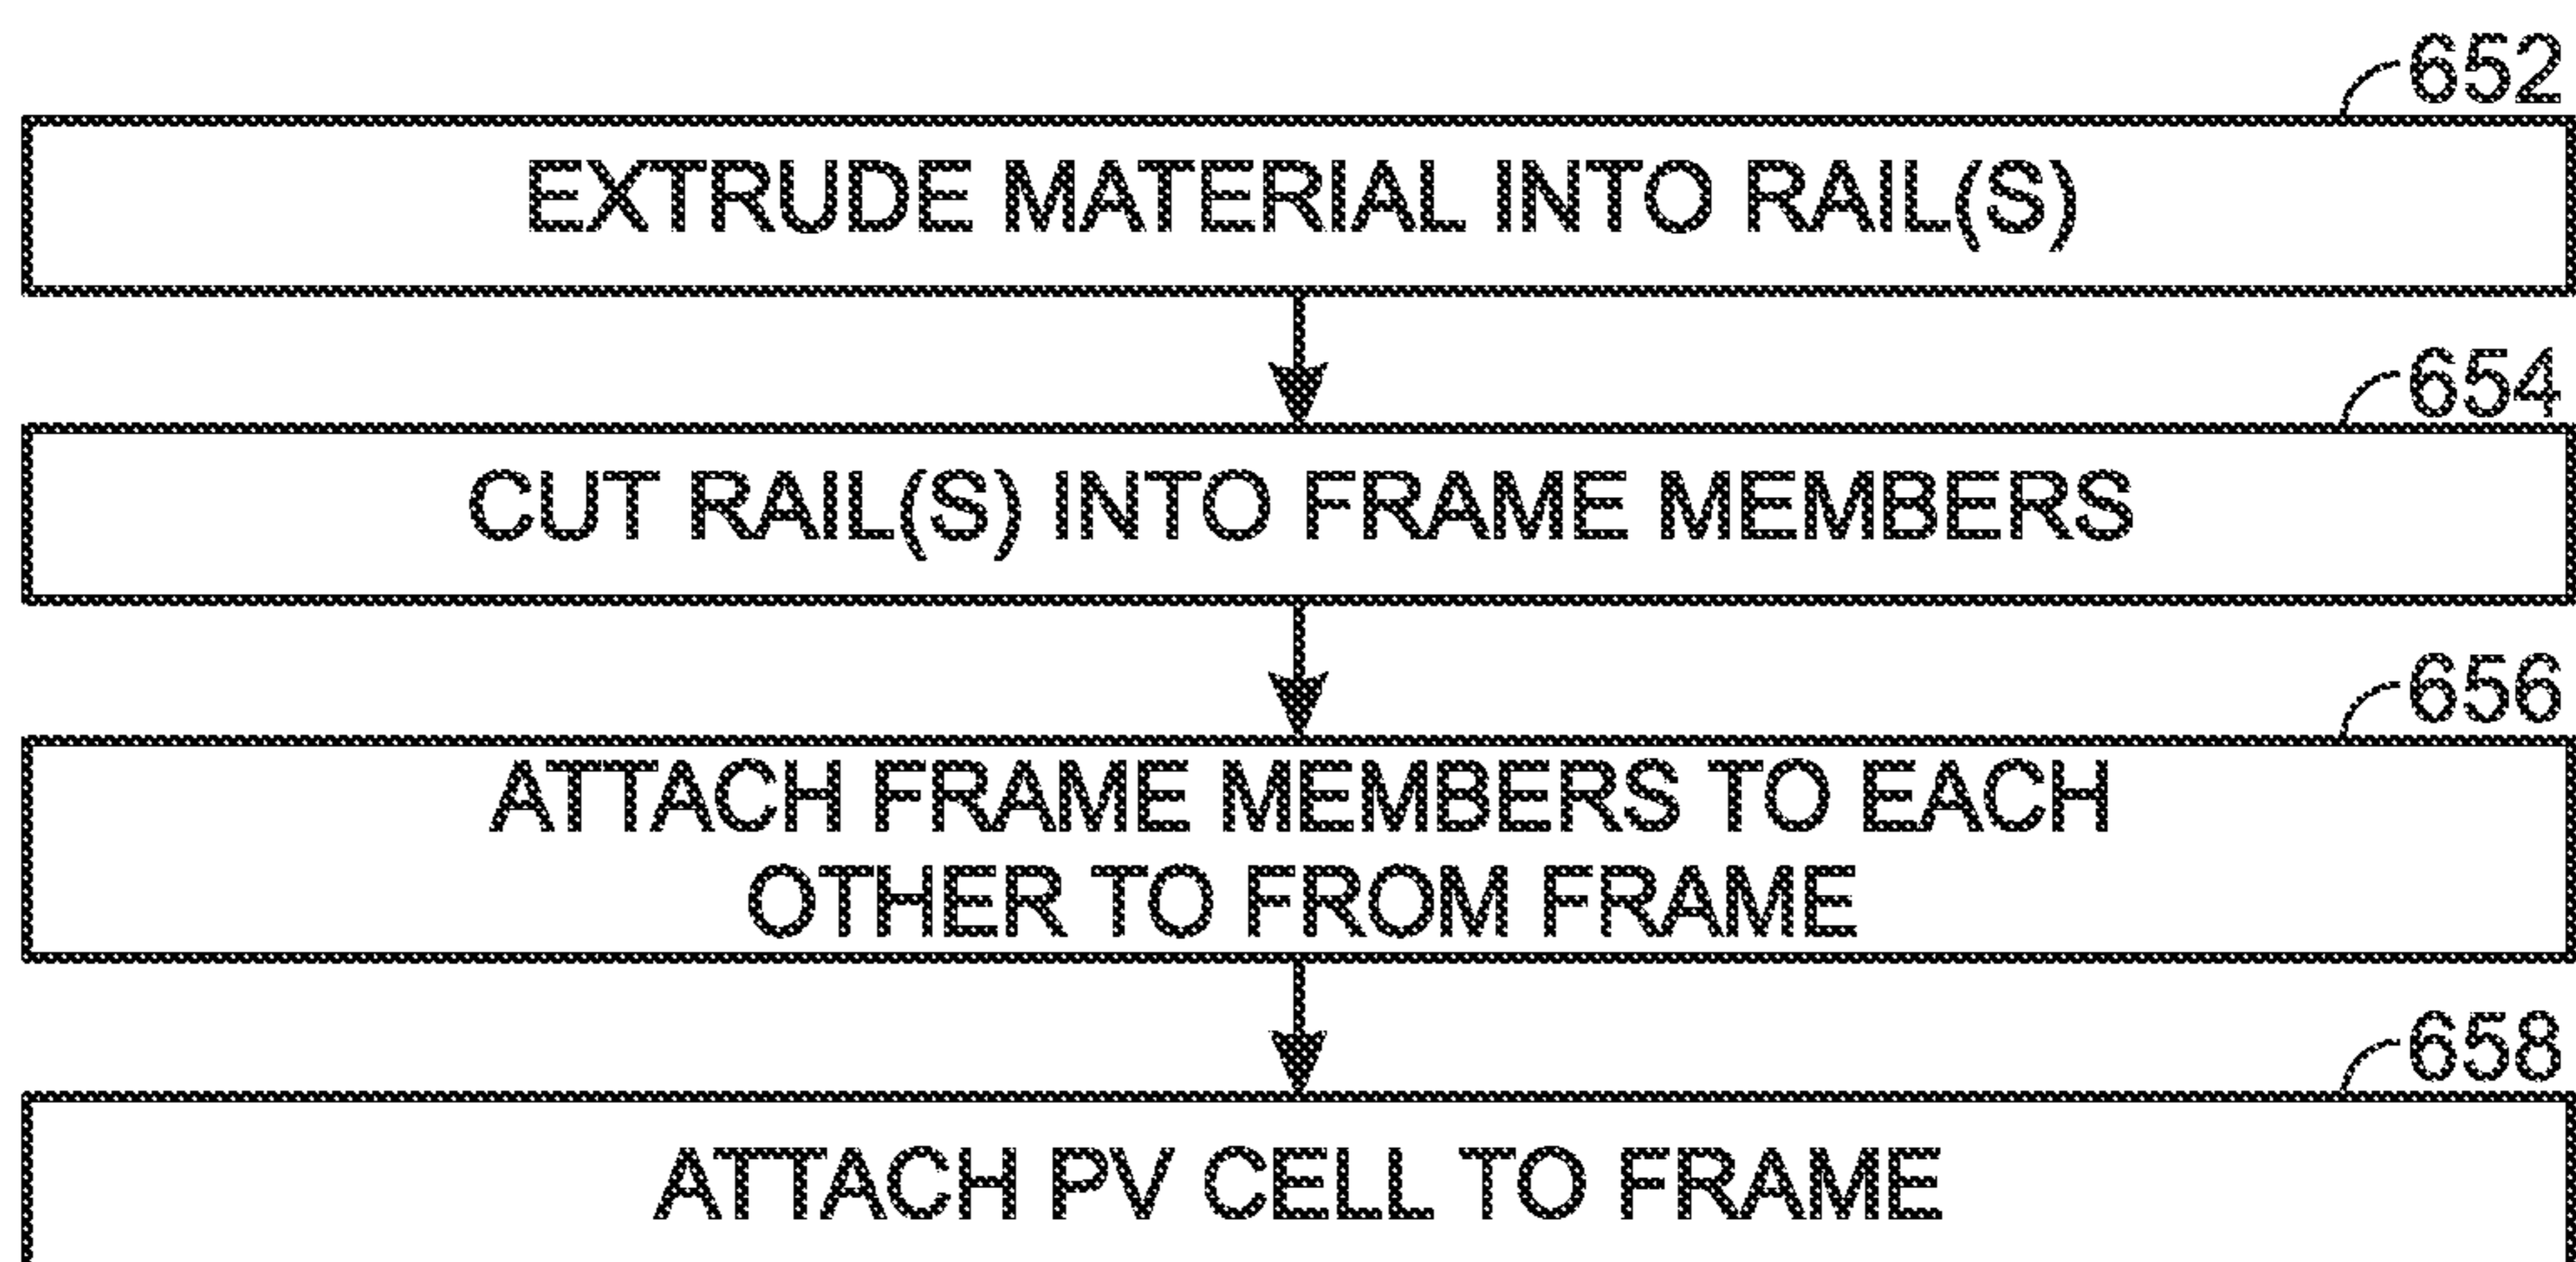 652
EXTRUDE MATERIAL INTO RAIL(S)
654
CUT RAIL(S) INTO FRAME MEMBERS
656
ATTACH FRAME MEMBERS TO EACH
OTHER TO FROM FRAME
658
ATTACH PV CELL TO FRAME